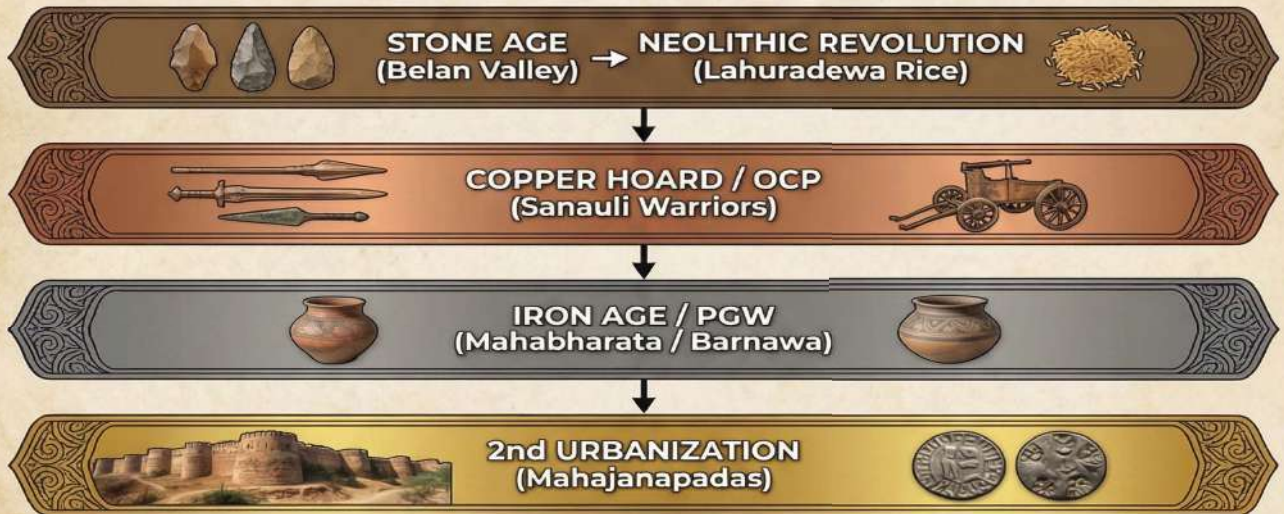 STONE AGE → NEOLITHIC REVOLUTION
(Belan Valley) (Lahuradewa Rice)
COPPER HOARD / OCP
(Sanauli Warriors)
IRON AGE / PGW
(Mahabharata / Barnawa)
2nd URBANIZATION
(Mahajanapadas)